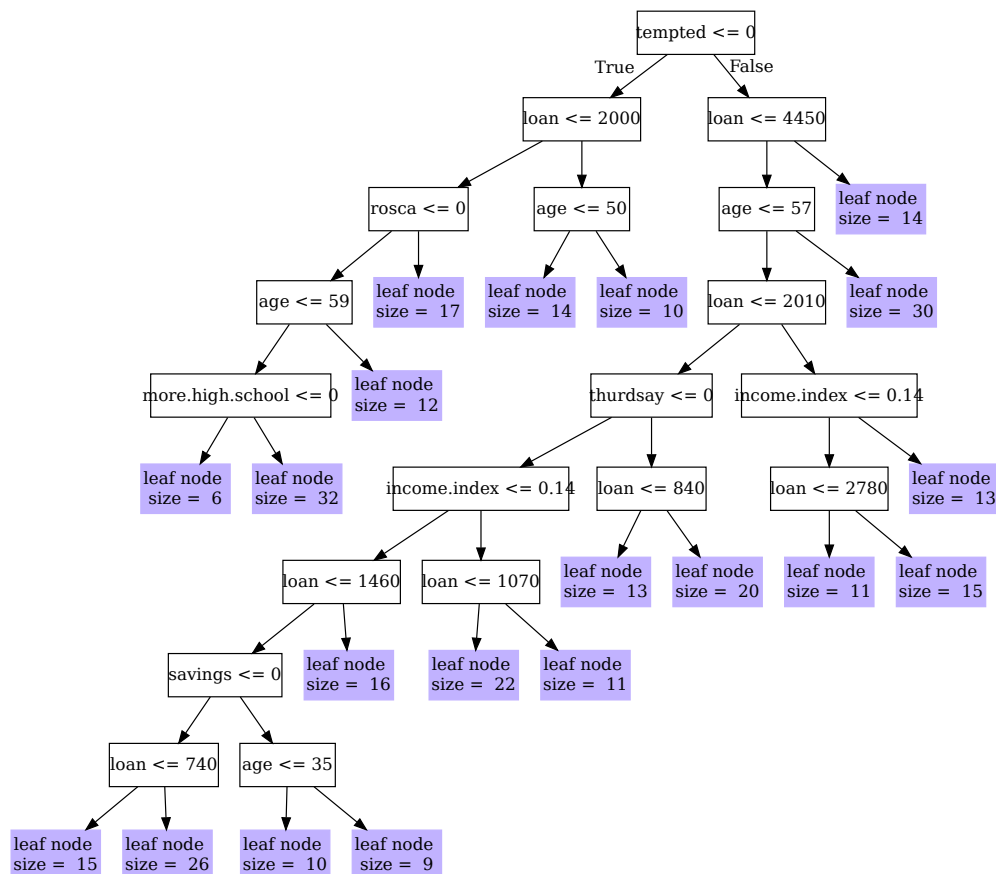 tempted <= 0
True
False
loan <= 2000
loan <= 4450
rosca <= 0
age <= 50
age <= 57
leaf node
size = 14
age <= 59
leaf node
size = 17
leaf node
size = 14
leaf node
size = 10
loan <= 2010
leaf node
size = 30
more.high.school <= 0
leaf node
size = 12
thurdsay <= 0
income.index <= 0.14
leaf node
size = 6
leaf node
size = 32
income.index <= 0.14
loan <= 840
loan <= 2780
leaf node
size = 13
loan <= 1460
loan <= 1070
leaf node
size = 13
leaf node
size = 20
leaf node
size = 11
leaf node
size = 15
savings <= 0
leaf node
size = 16
leaf node
size = 22
leaf node
size = 11
loan <= 740
age <= 35
leaf node
size = 15
leaf node
size = 26
leaf node
size = 10
leaf node
size = 9